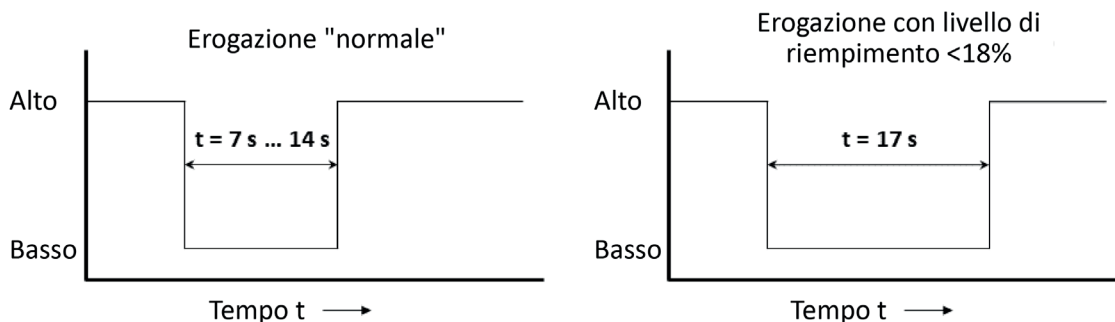 Erogazione "normale"
Alto
t = 7 s ... 14 s
Basso
Tempo t
Erogazione con livello di
riempimento <18%
Alto
t = 17 s
Basso
Tempo t